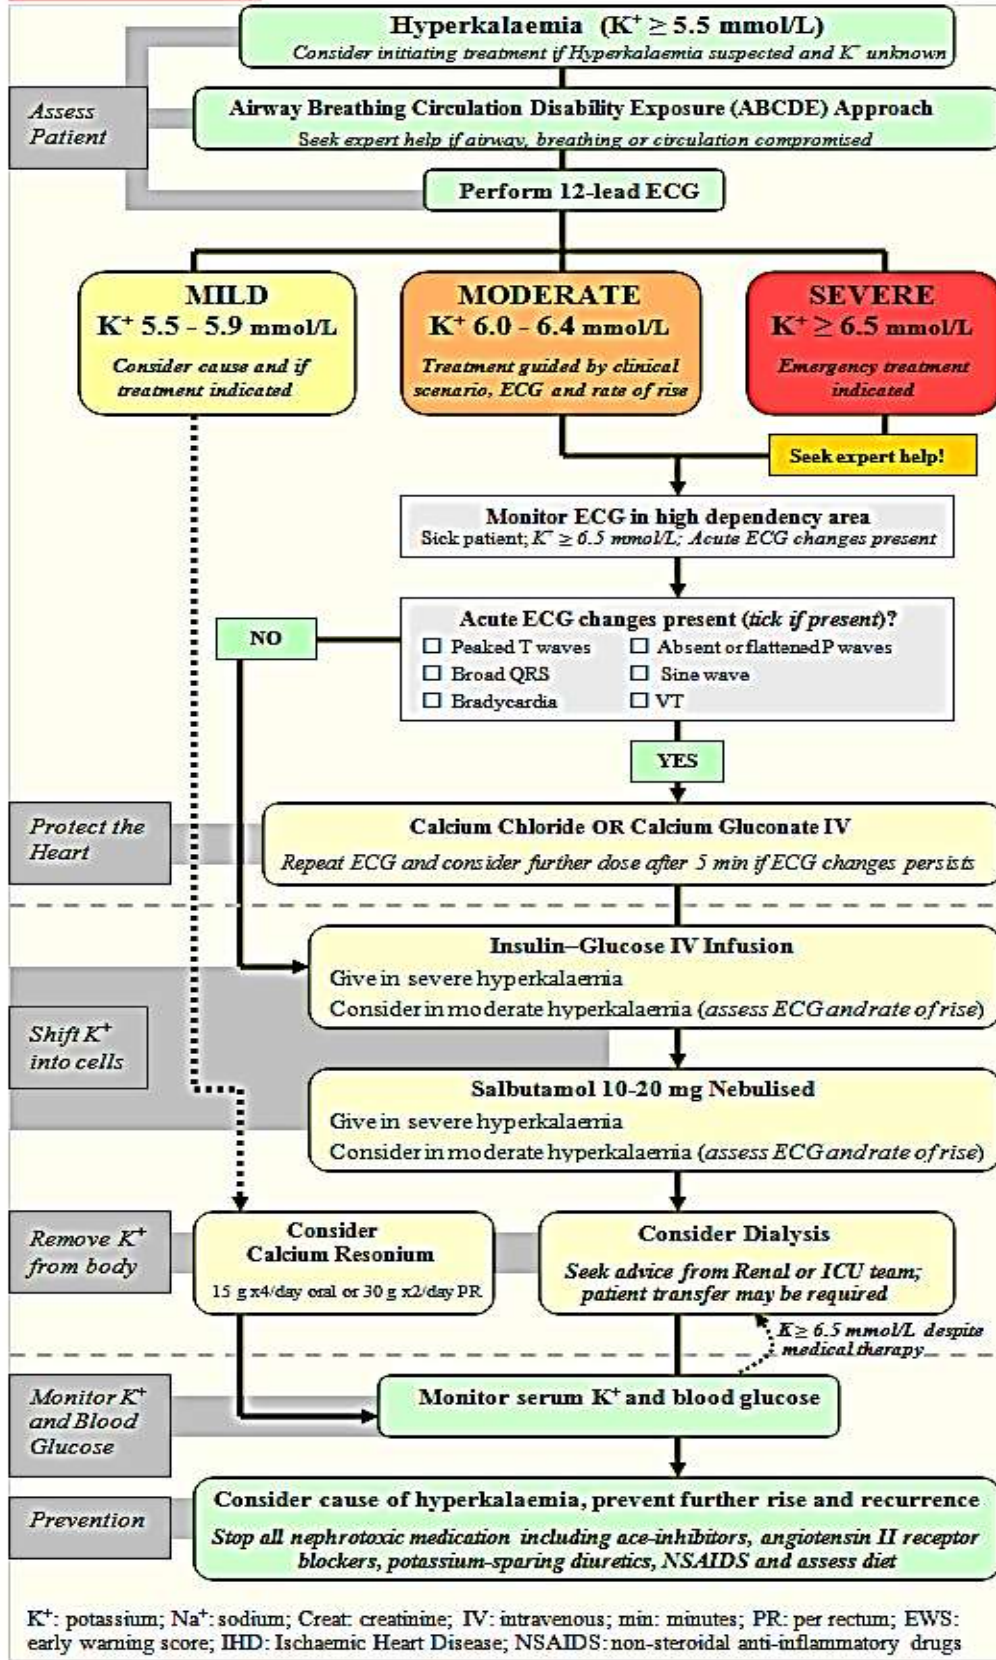 Hyperkalaemia (K⁺ ≥ 5.5 mmol/L)
Consider initiating treatment if Hyperkalaemia suspected and K⁺ unknown
Assess
Patient
Airway Breathing Circulation Disability Exposure (ABCDE) Approach
Seek expert help if airway, breathing or circulation compromised
Perform 12-lead ECG
MILD
K⁺ 5.5 - 5.9 mmol/L
Consider cause and if
treatment indicated
MODERATE
K⁺ 6.0 - 6.4 mmol/L
Treatment guided by clinical
scenario, ECG and rate of rise
SEVERE
K⁺ ≥ 6.5 mmol/L
Emergency treatment
indicated
Seek expert help!
Monitor ECG in high dependency area
Sick patient; K⁺ ≥ 6.5 mmol/L; Acute ECG changes present
NO
Acute ECG changes present (tick if present)?
☐ Peaked T waves ☐ Absent or flattened P waves
☐ Broad QRS ☐ Sine wave
☐ Bradycardia ☐ VT
YES
Protect the
Heart
Calcium Chloride OR Calcium Gluconate IV
Repeat ECG and consider further dose after 5 min if ECG changes persists
Insulin–Glucose IV Infusion
Give in severe hyperkalaemia
Consider in moderate hyperkalaemia (assess ECG and rate of rise)
Shift K⁺
into cells
Salbutamol 10-20 mg Nebulised
Give in severe hyperkalaemia
Consider in moderate hyperkalaemia (assess ECG and rate of rise)
Remove K⁺
from body
Consider
Calcium Resonium
15 g x4/day oral or 30 g x2/day PR
Consider Dialysis
Seek advice from Renal or ICU team;
patient transfer may be required
K ≥ 6.5 mmol/L despite
medical therapy
Monitor K⁺
and Blood
Glucose
Monitor serum K⁺ and blood glucose
Prevention
Consider cause of hyperkalaemia, prevent further rise and recurrence
Stop all nephrotoxic medication including ace-inhibitors, angiotensin II receptor
blockers, potassium-sparing diuretics, NSAIDS and assess diet
K⁺: potassium; Na⁺: sodium; Creat: creatinine; IV: intravenous; min: minutes; PR: per rectum; EWS:
early warning score; IHD: Ischaemic Heart Disease; NSAIDS: non-steroidal anti-inflammatory drugs